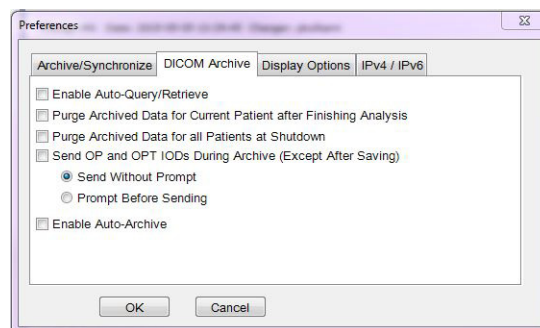 Preferences
Archive/Synchronize DICOM Archive Display Options IPv4 / IPv6
Enable Auto-Query/Retrieve
Purge Archived Data for Current Patient after Finishing Analysis
Purge Archived Data for all Patients at Shutdown
Send OP and OPT IODs During Archive (Except After Saving)
Send Without Prompt
Prompt Before Sending
Enable Auto-Archive
OK Cancel